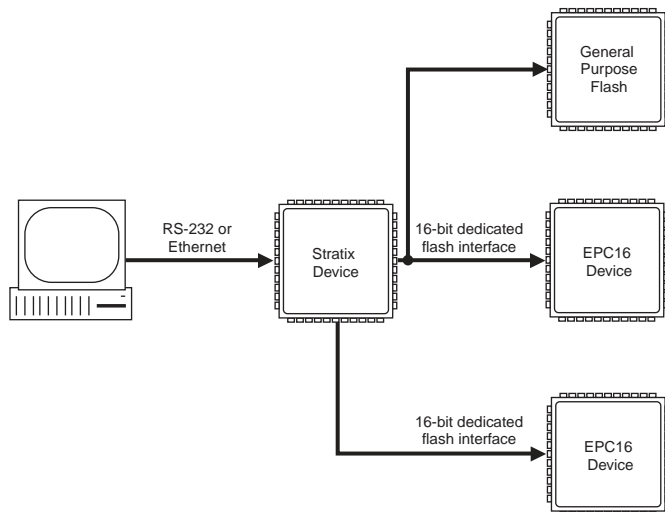 General
Purpose
Flash
RS-232 or
Ethernet
Stratix
Device
16-bit dedicated
flash interface
EPC16
Device
16-bit dedicated
flash interface
EPC16
Device